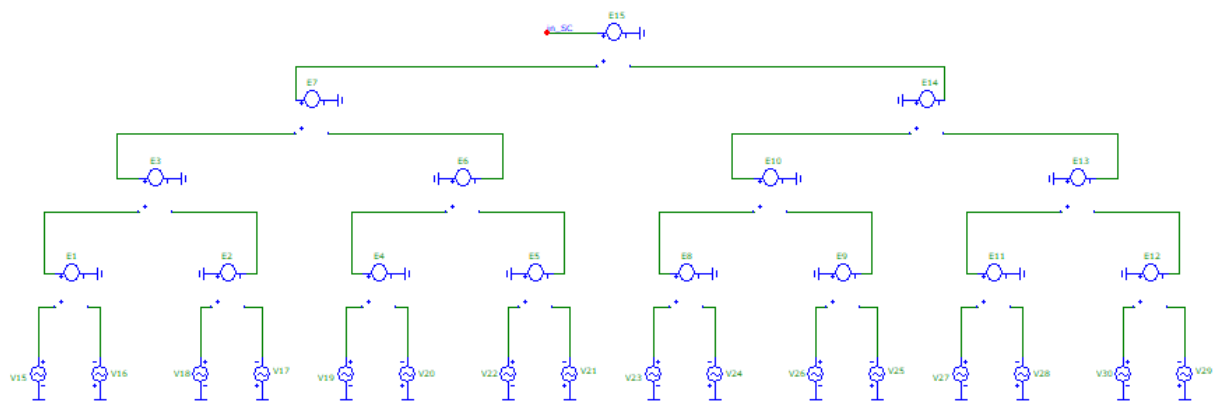 E15
in_SC
E7 E14
E3 E6 E10 E13
E1 E2 E4 E5 E8 E9 E11 E12
V15 V16 V18 V17 V19 V20 V22 V21 V23 V24 V26 V25 V27 V28 V30 V29